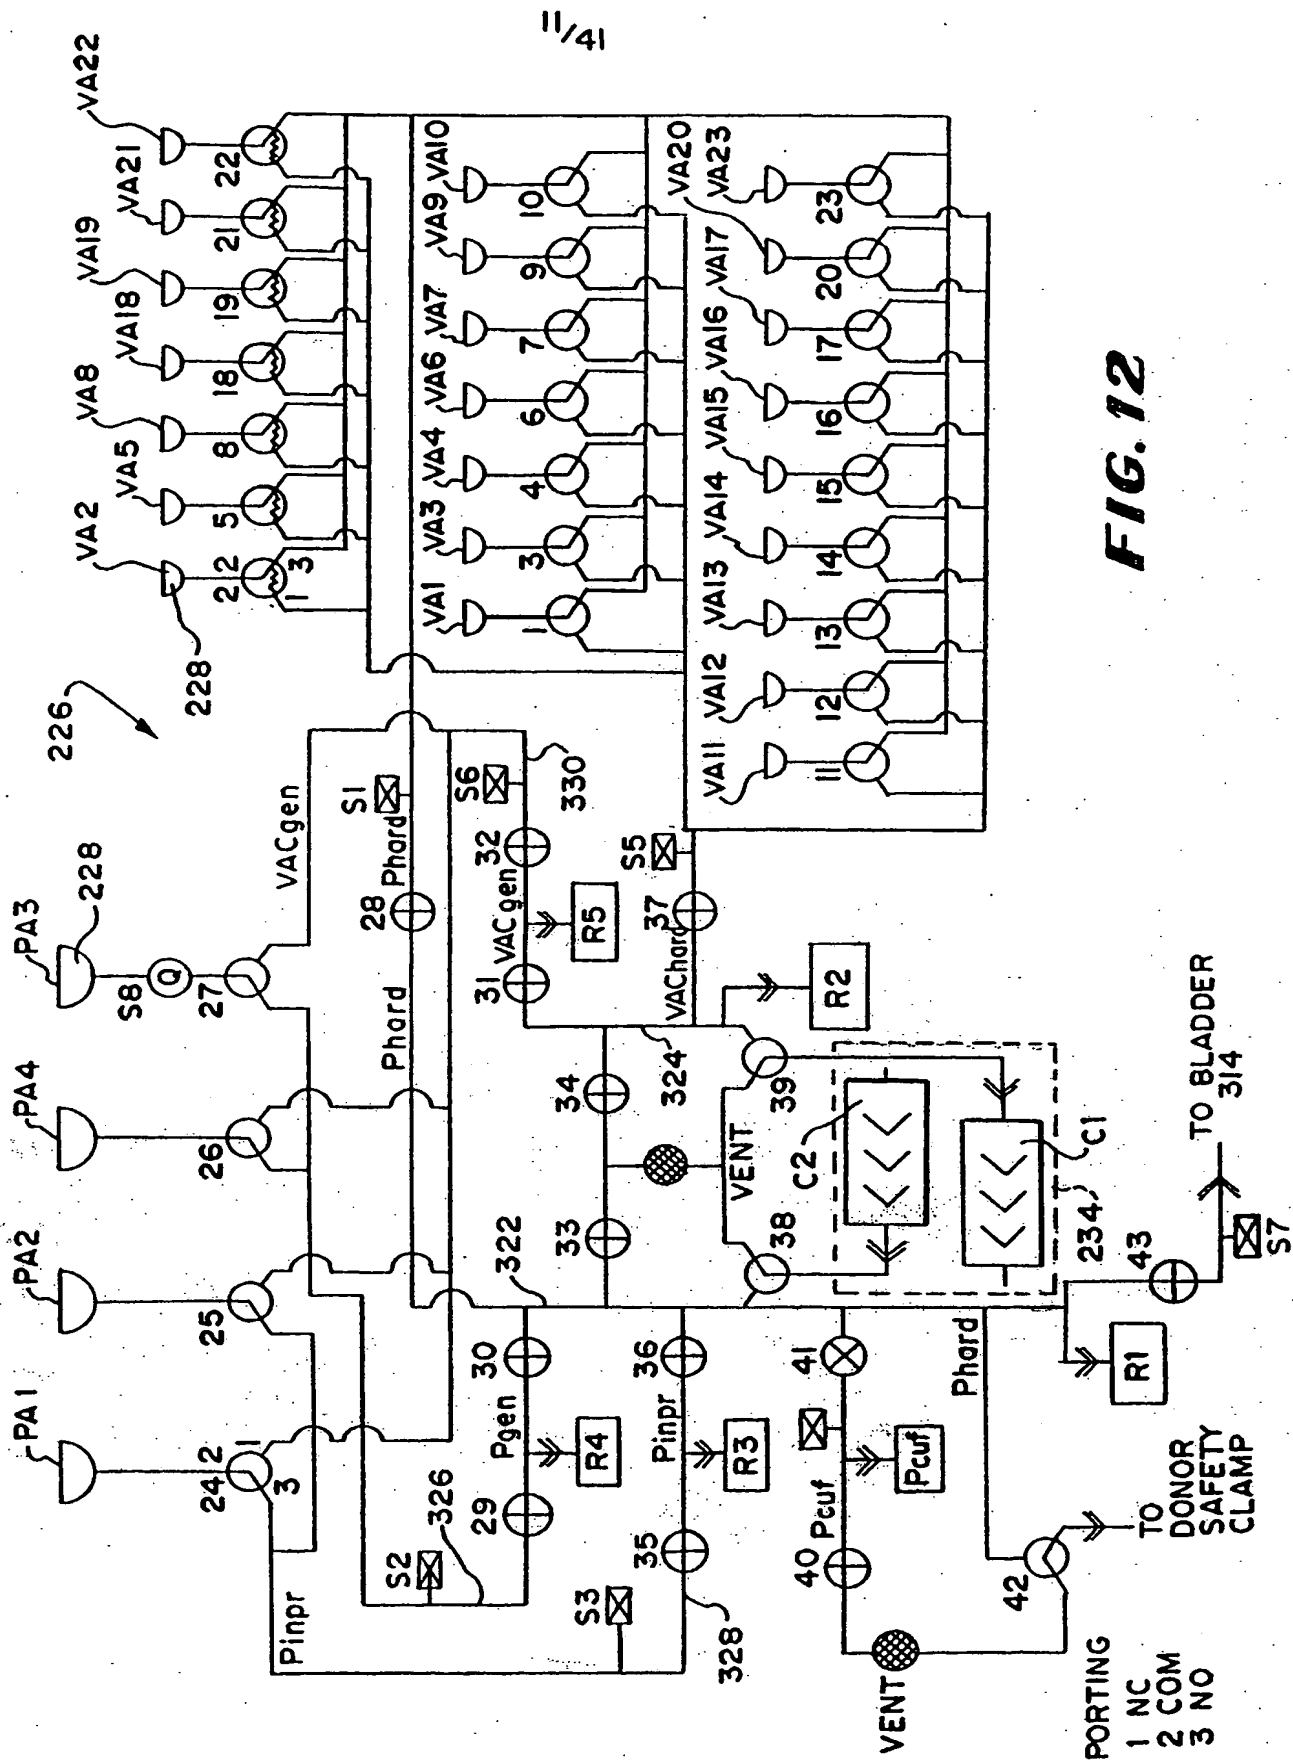 11/41
226
228
VA2
VA5
VA8
VA18
VA19
VA21
VA22
2
2
1
3
5
8
18
19
21
22
PA1
PA2
PA4
PA3
228
S8
Q
24
2
1
3
25
26
27
VACgen
Pinpr
S1
Phard
28
Phard
VA1
VA3
VA4
VA6
VA7
VA9
VA10
1
3
4
6
7
9
10
S2
326
29
Pgen
30
R4
322
31
VACgen
32
S6
330
R5
S3
328
35
Pinpr
36
R3
33
34
324
VAChard
37
S5
VENT
38
39
R2
VA11
VA12
VA13
VA14
VA15
VA16
VA17
VA20
VA23
11
12
13
14
15
16
17
20
23
C2
C1
234
VENT
40
Pcuf
41
Pcuf
Phard
42
TO
DONOR
SAFETY
CLAMP
R1
43
S7
TO BLADDER
314
PORTING
1 NC
2 COM
3 NO
FIG. 12